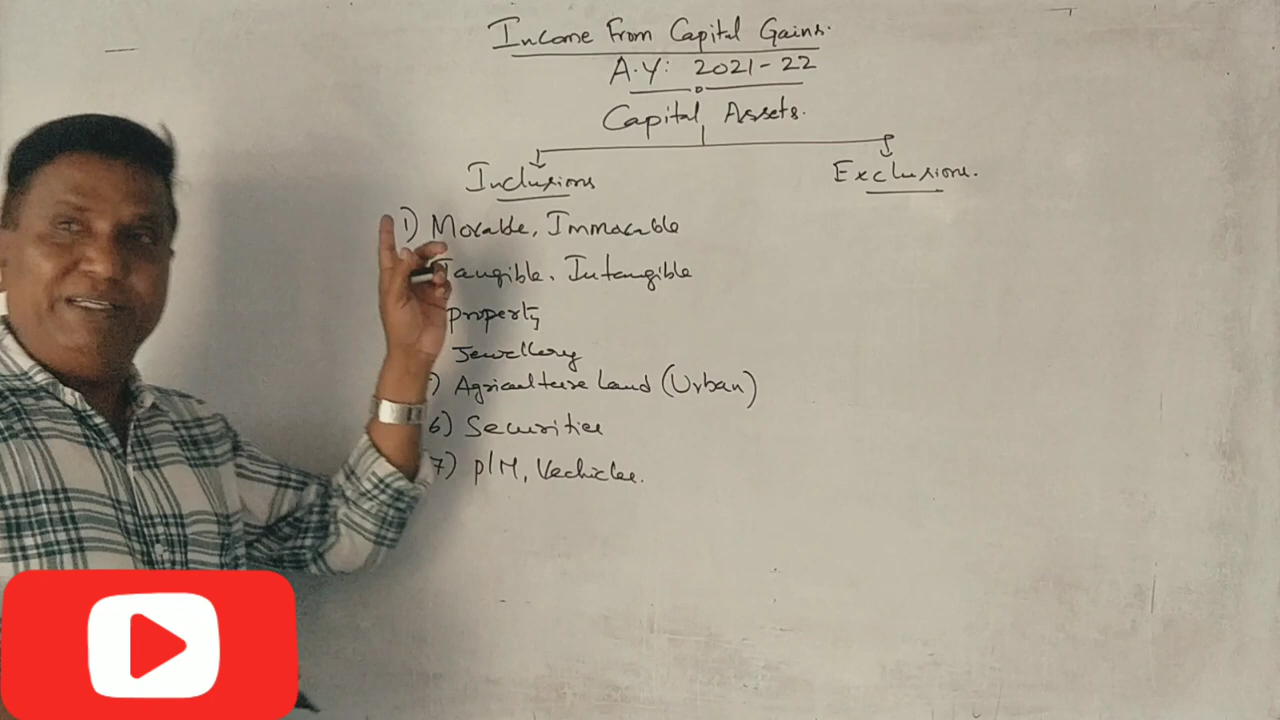 Income From Capital Gains.
A.Y: 2021-22
Capital Assets.
Inclusions
Exclusions.
1) Movable, Immovable
Tangible, Intangible
property
Jewellery
) Agriculture Land (Urban)
6) Securities
7) P/M, Vechicles.